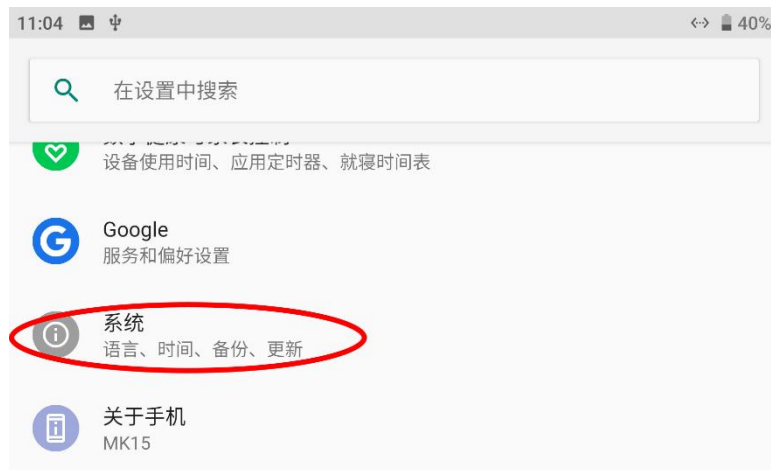 11:04
40%
在设置中搜索
设备使用时间、应用定时器、就寝时间表
Google
服务和偏好设置
系统
语言、时间、备份、更新
关于手机
MK15